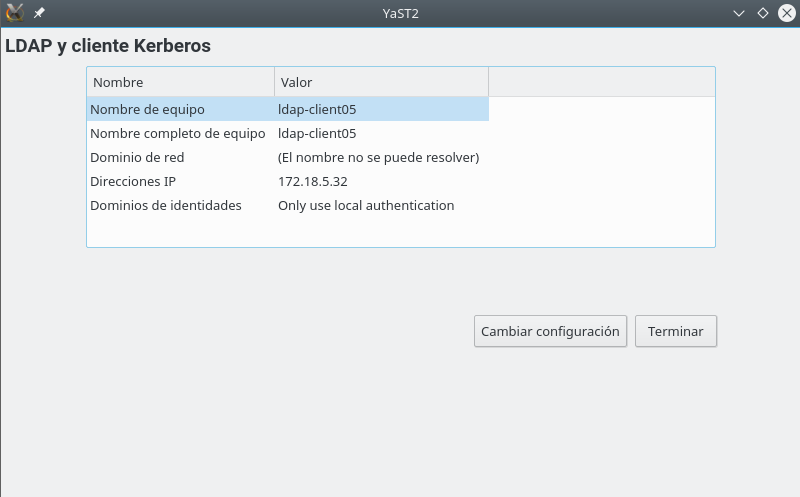 YaST2
LDAP y cliente Kerberos
Nombre Valor
Nombre de equipo ldap-client05
Nombre completo de equipo ldap-client05
Dominio de red (El nombre no se puede resolver)
Direcciones IP 172.18.5.32
Dominios de identidades Only use local authentication
Cambiar configuración Terminar